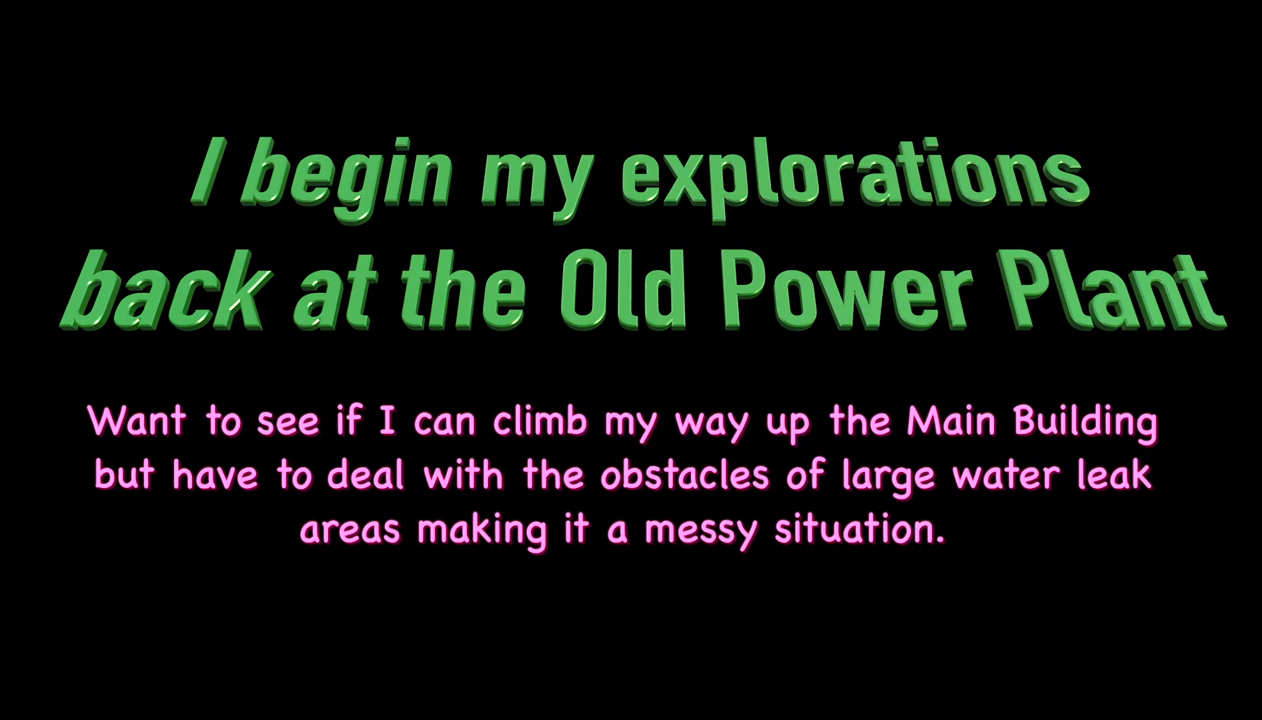 I begin my explorations
back at the Old Power Plant
Want to see if I can climb my way up the Main Building
but have to deal with the obstacles of large water leak
areas making it a messy situation.